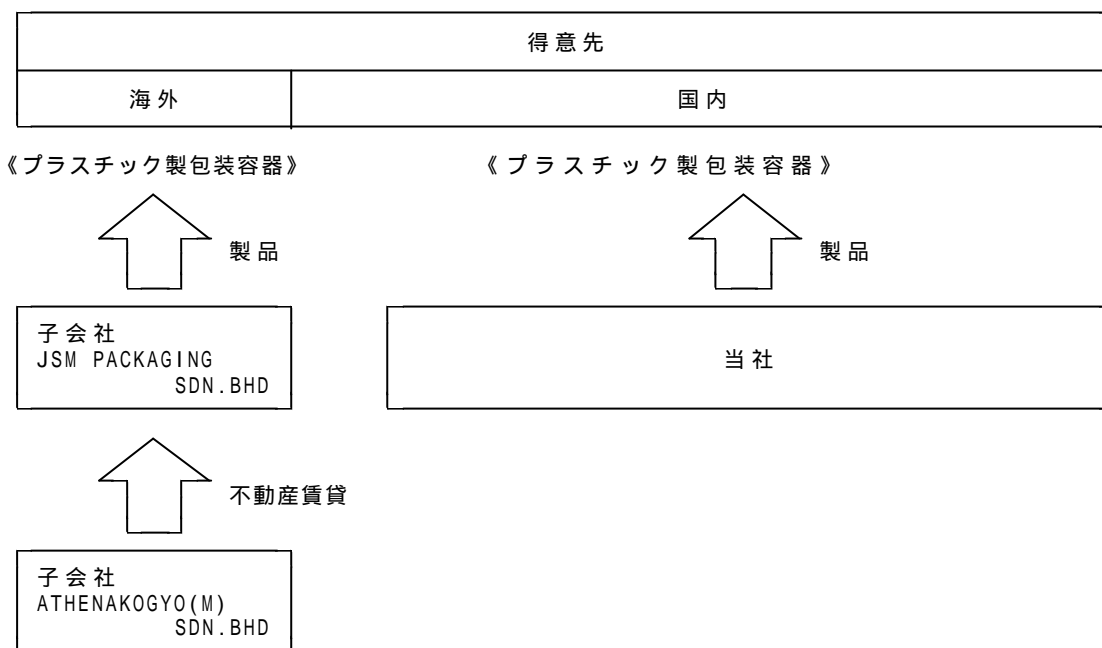 得意先
海外 国内
《プラスチック製包装容器》 《プラスチック製包装容器》
製品 製品
子会社
JSM PACKAGING
SDN.BHD
当社
不動産賃貸
子会社
ATHENAKOGYO(M)
SDN.BHD